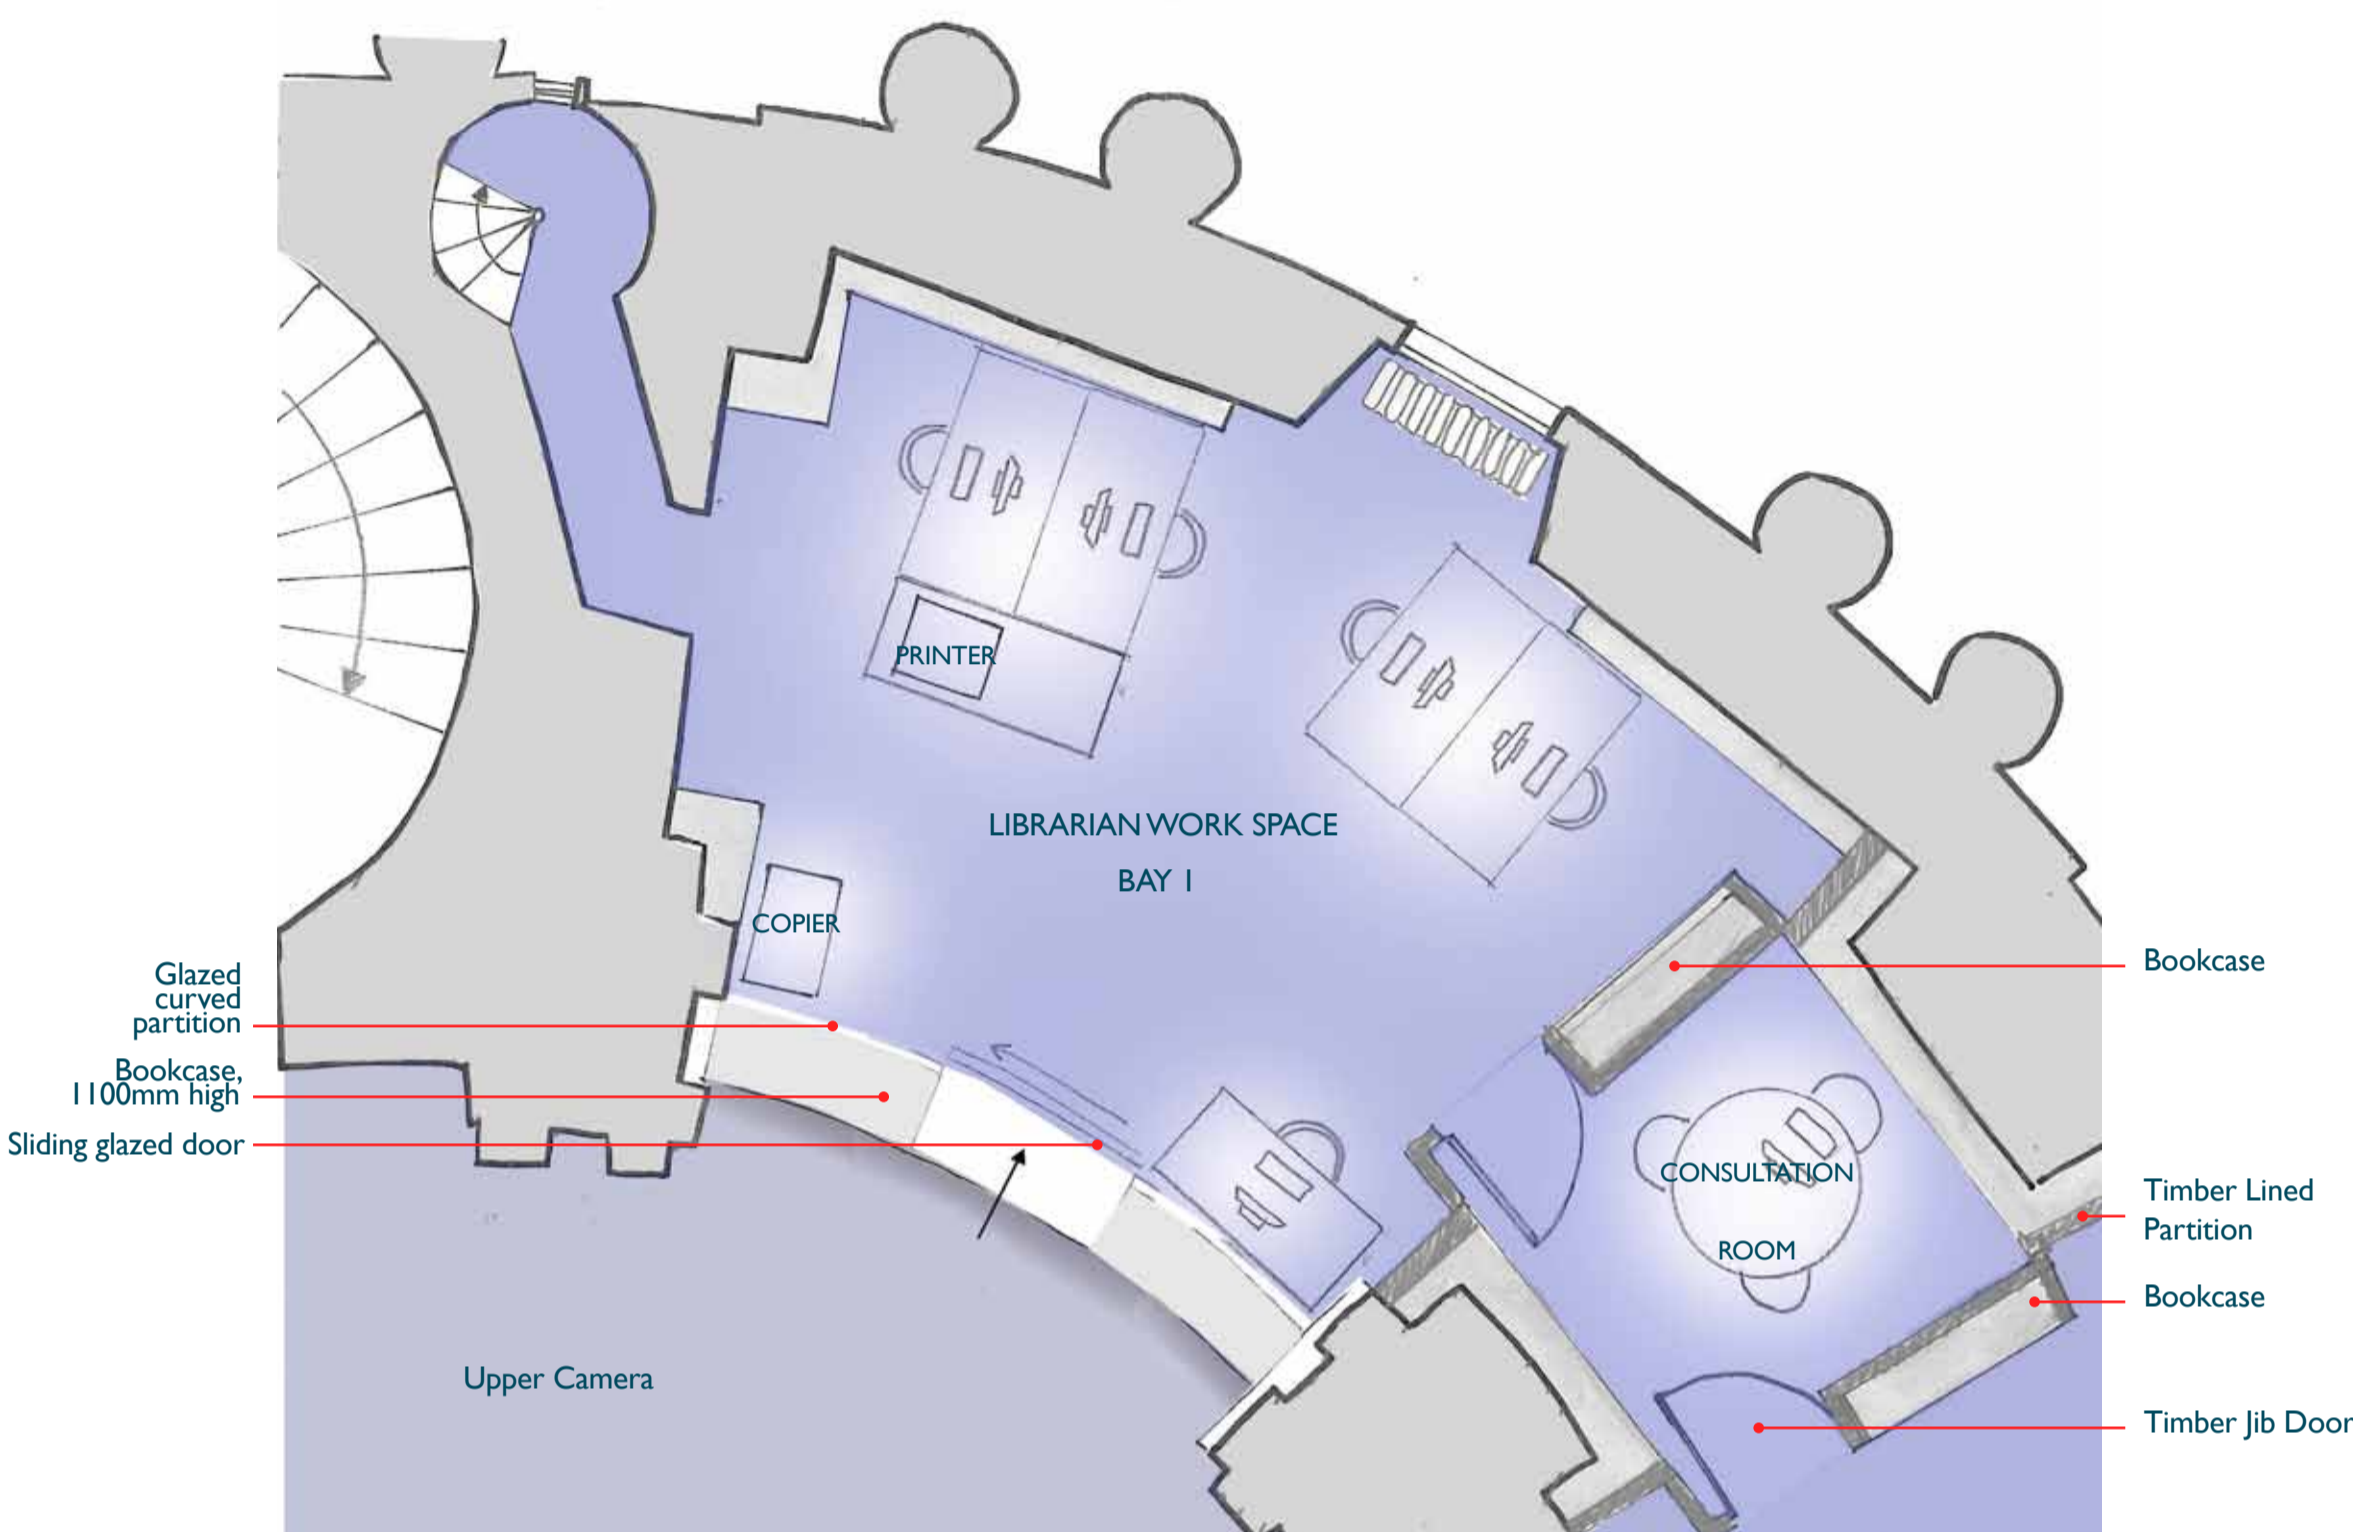 PRINTER
LIBRARIAN WORK SPACE
BAY 1
COPIER
Glazed
curved
partition
Bookcase,
1100mm high
Sliding glazed door
Upper Camera
CONSULTATION
ROOM
Bookcase
Timber Lined
Partition
Bookcase
Timber Jib Door